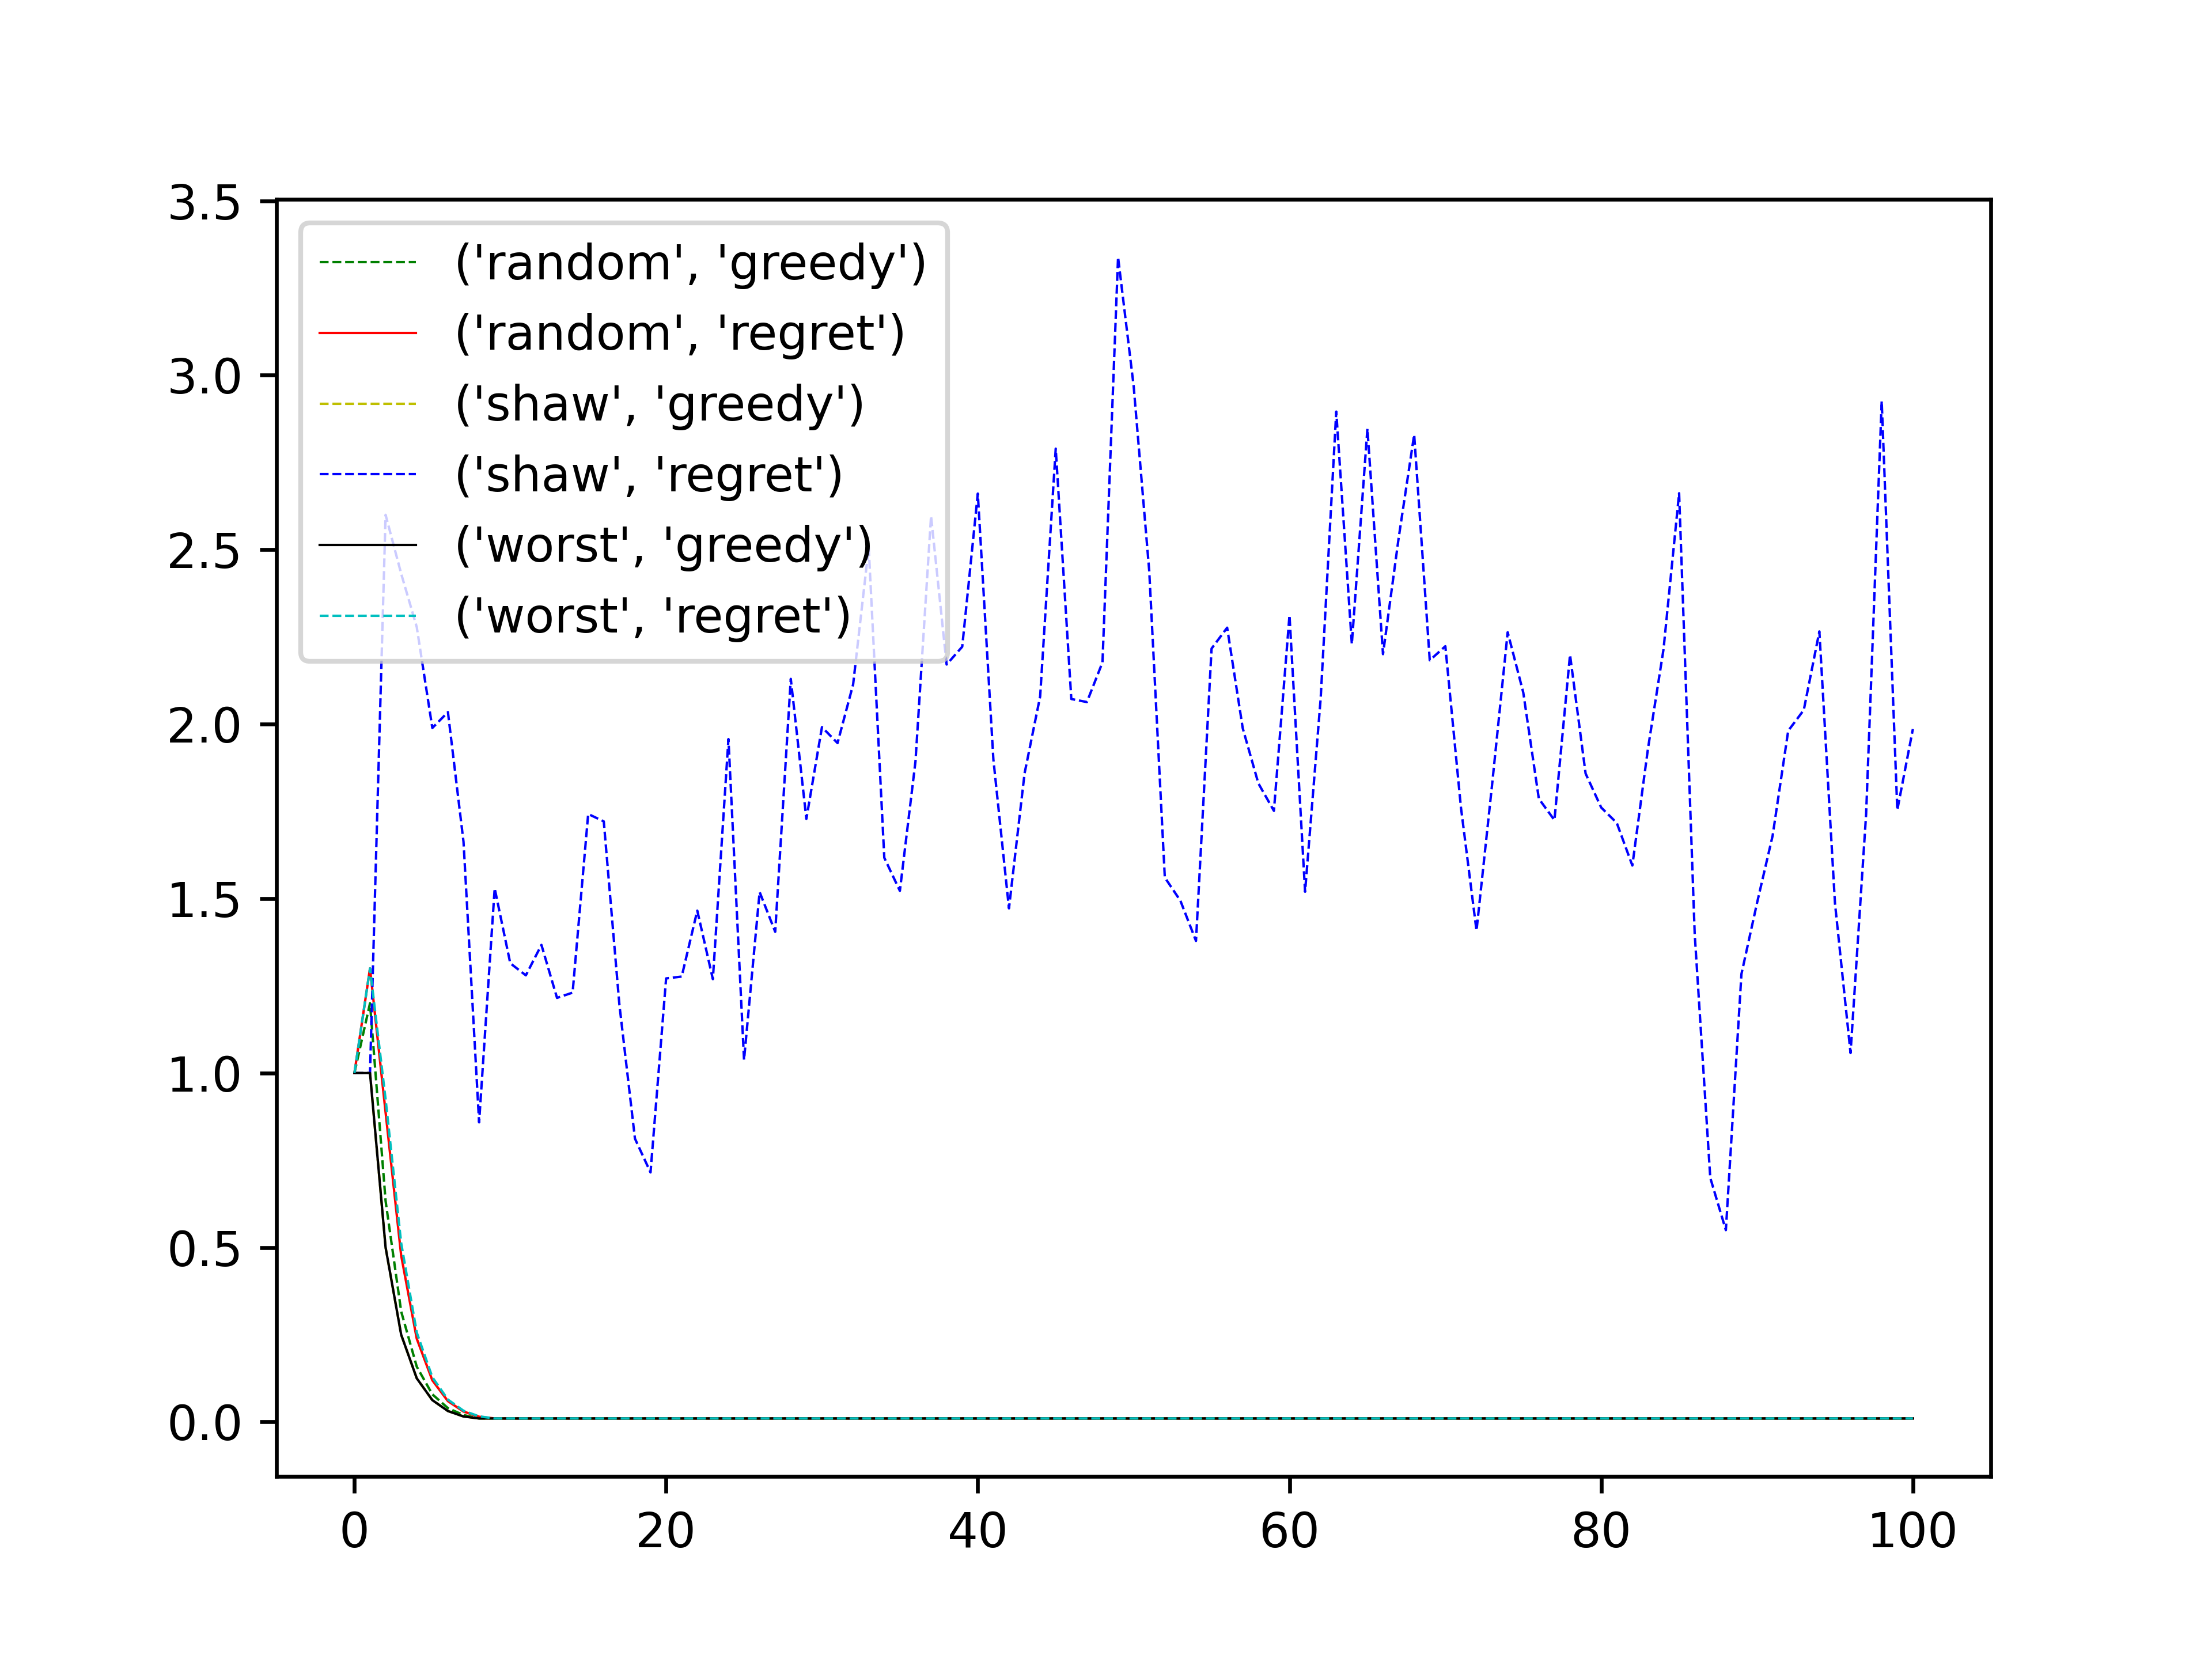 3.5
3.0
2.5
2.0
1.5
1.0
0.5
0.0
('random', 'greedy')
('random', 'regret')
('shaw', 'greedy')
('shaw', 'regret')
('worst', 'greedy')
('worst', 'regret')
0 20 40 60 80 100